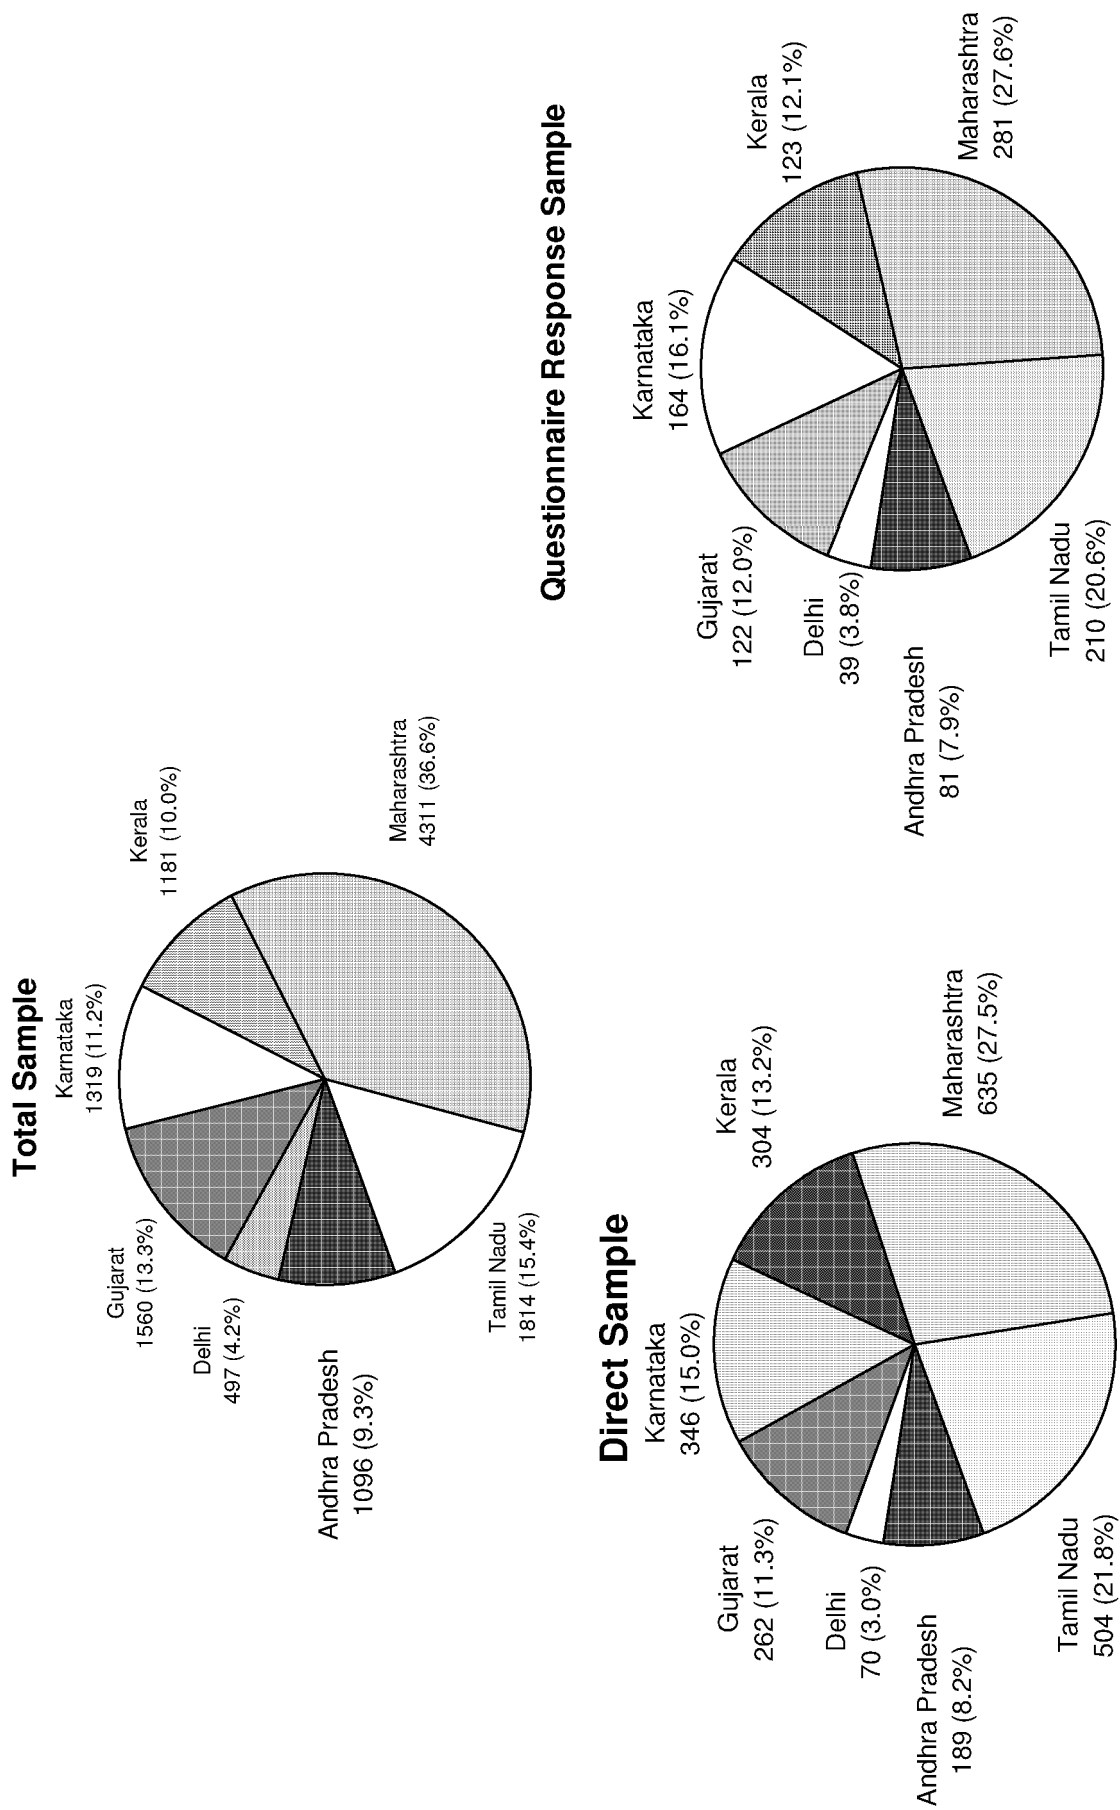 Total Sample
Karnataka
1319 (11.2%)
Kerala
1181 (10.0%)
Maharashtra
4311 (36.6%)
Tamil Nadu
1814 (15.4%)
Andhra Pradesh
1096 (9.3%)
Delhi
497 (4.2%)
Gujarat
1560 (13.3%)
Direct Sample
Karnataka
346 (15.0%)
Kerala
304 (13.2%)
Maharashtra
635 (27.5%)
Tamil Nadu
504 (21.8%)
Andhra Pradesh
189 (8.2%)
Delhi
70 (3.0%)
Gujarat
262 (11.3%)
Questionnaire Response Sample
Karnataka
164 (16.1%)
Kerala
123 (12.1%)
Maharashtra
281 (27.6%)
Tamil Nadu
210 (20.6%)
Andhra Pradesh
81 (7.9%)
Delhi
39 (3.8%)
Gujarat
122 (12.0%)